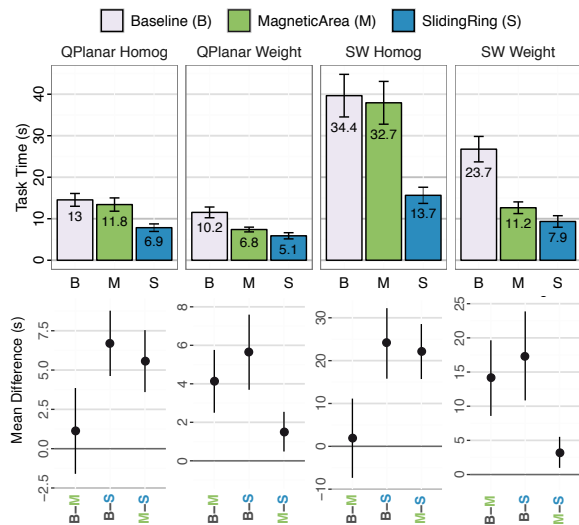 Baseline (B) MagneticArea (M) SlidingRing (S)
QPlanar Homog QPlanar Weight SW Homog SW Weight
Task Time (s)
40
30
20
10
0
13 11.8 6.9
10.2 6.8 5.1
34.4 32.7 13.7
23.7 11.2 7.9
B M S B M S B M S B M S
Mean Difference (s)
7.5
5.0
2.5
0.0
−2.5
8
6
4
2
0
30
20
10
0
−10
25
20
15
10
5
0
B−M B−S M−S B−M B−S M−S B−M B−S M−S B−M B−S M−S